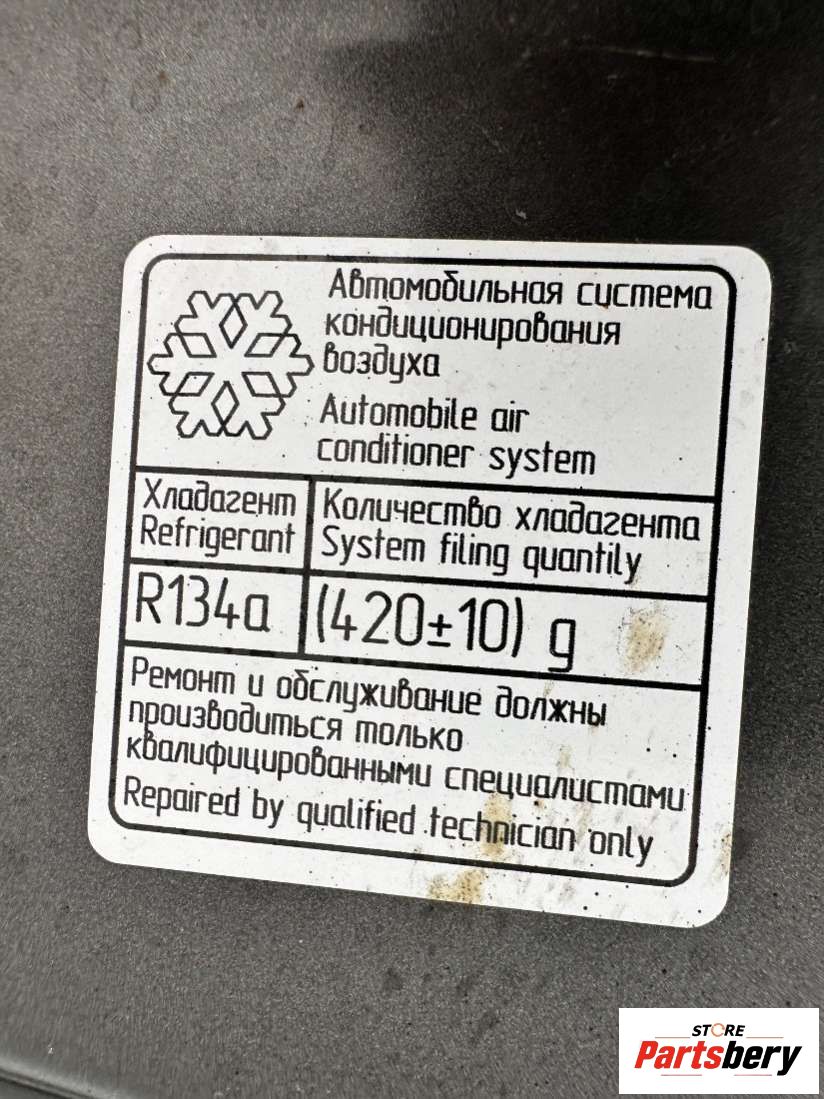 Автомобильная система
кондиционирования
воздуха
Automobile air
conditioner system
Хладагент
Refrigerant
Количество хладагента
System filing quantily
R134a
(420±10) g
Ремонт и обслуживание должны
производиться только
квалифицированными специалистами
Repaired by qualified technician only
STORE
Partsbery